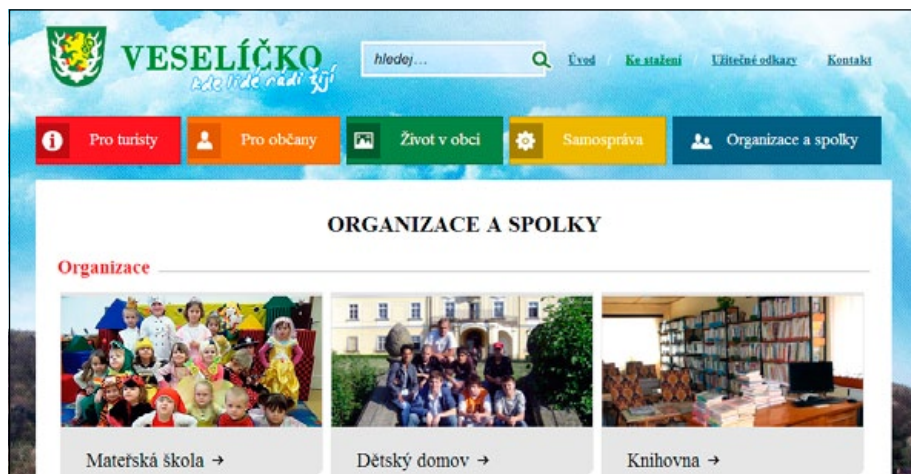 VESELÍČKO
kde lidé rádi žijí
hledej...
Úvod / Ke stažení / Užitečné odkazy / Kontakt
Pro turisty
Pro občany
Život v obci
Samospráva
Organizace a spolky
ORGANIZACE A SPOLKY
Organizace
Mateřská škola →
Dětský domov →
Knihovna →